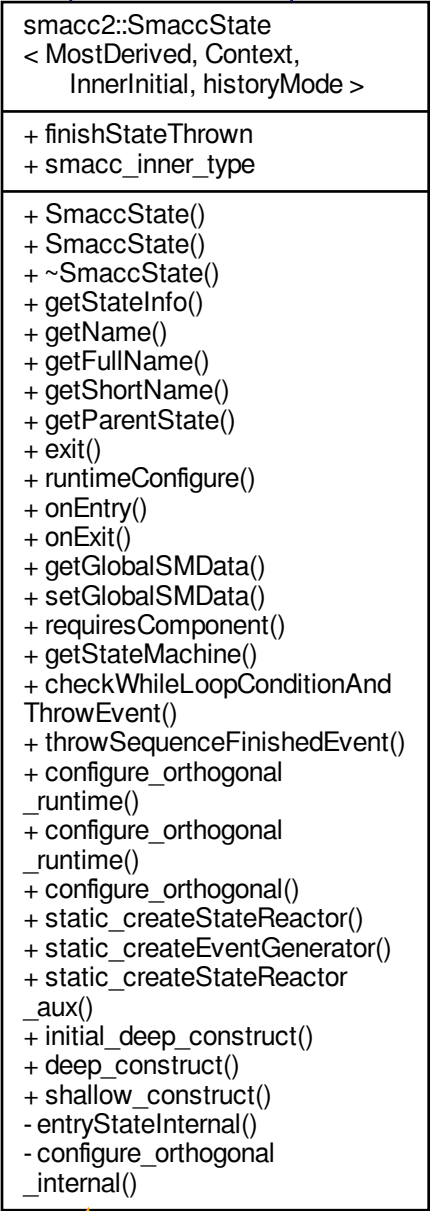 smacc2::SmaccState
< MostDerived, Context,
InnerInitial, historyMode >
+ finishStateThrown
+ smacc_inner_type
+ SmaccState()
+ SmaccState()
+ ~SmaccState()
+ getStateInfo()
+ getName()
+ getFullName()
+ getShortName()
+ getParentState()
+ exit()
+ runtimeConfigure()
+ onEntry()
+ onExit()
+ getGlobalSMData()
+ setGlobalSMData()
+ requiresComponent()
+ getStateMachine()
+ checkWhileLoopConditionAnd
ThrowEvent()
+ throwSequenceFinishedEvent()
+ configure_orthogonal
_runtime()
+ configure_orthogonal
_runtime()
+ configure_orthogonal()
+ static_createStateReactor()
+ static_createEventGenerator()
+ static_createStateReactor
_aux()
+ initial_deep_construct()
+ deep_construct()
+ shallow_construct()
- entryStateInternal()
- configure_orthogonal
_internal()